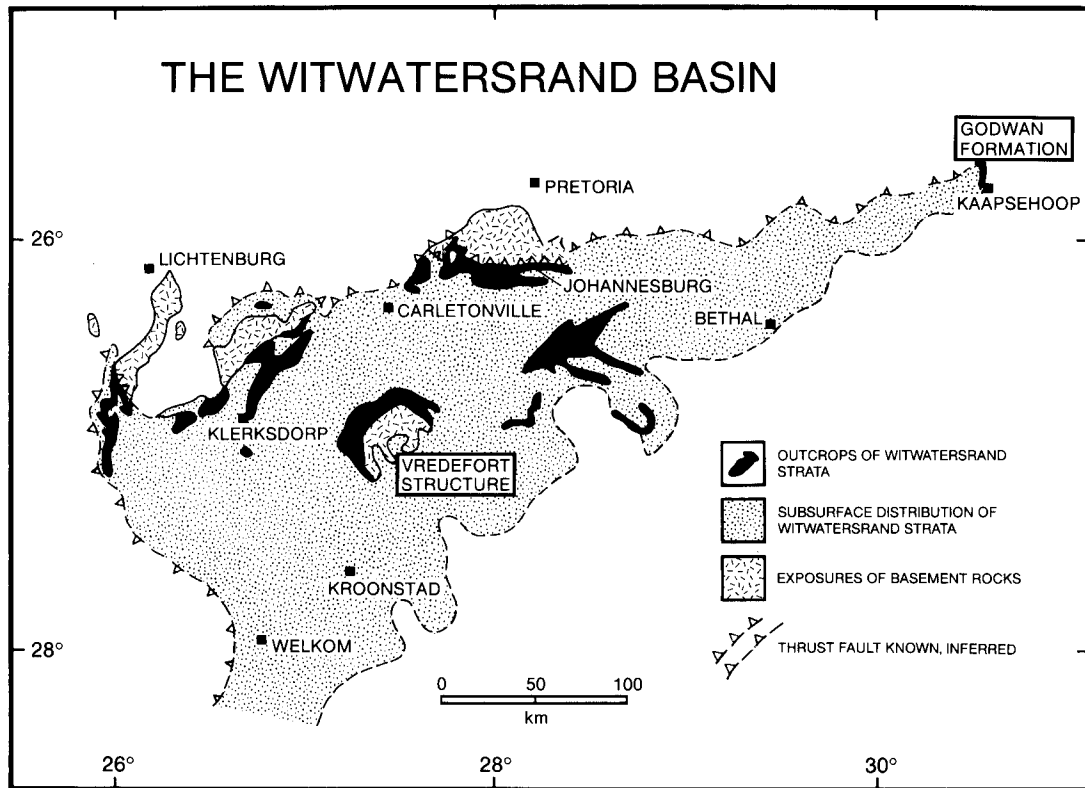 THE WITWATERSRAND BASIN
GODWAN
FORMATION
PRETORIA
KAAPSEHOOP
26°
LICHTENBURG
JOHANNESBURG
CARLETONVILLE
BETHAL
KLERKSDORP
VREDEFORT
STRUCTURE
OUTCROPS OF WITWATERSRAND
STRATA
SUBSURFACE DISTRIBUTION OF
WITWATERSRAND STRATA
EXPOSURES OF BASEMENT ROCKS
KROONSTAD
WELKOM
28°
THRUST FAULT KNOWN, INFERRED
0 50 100
km
26° 28° 30°